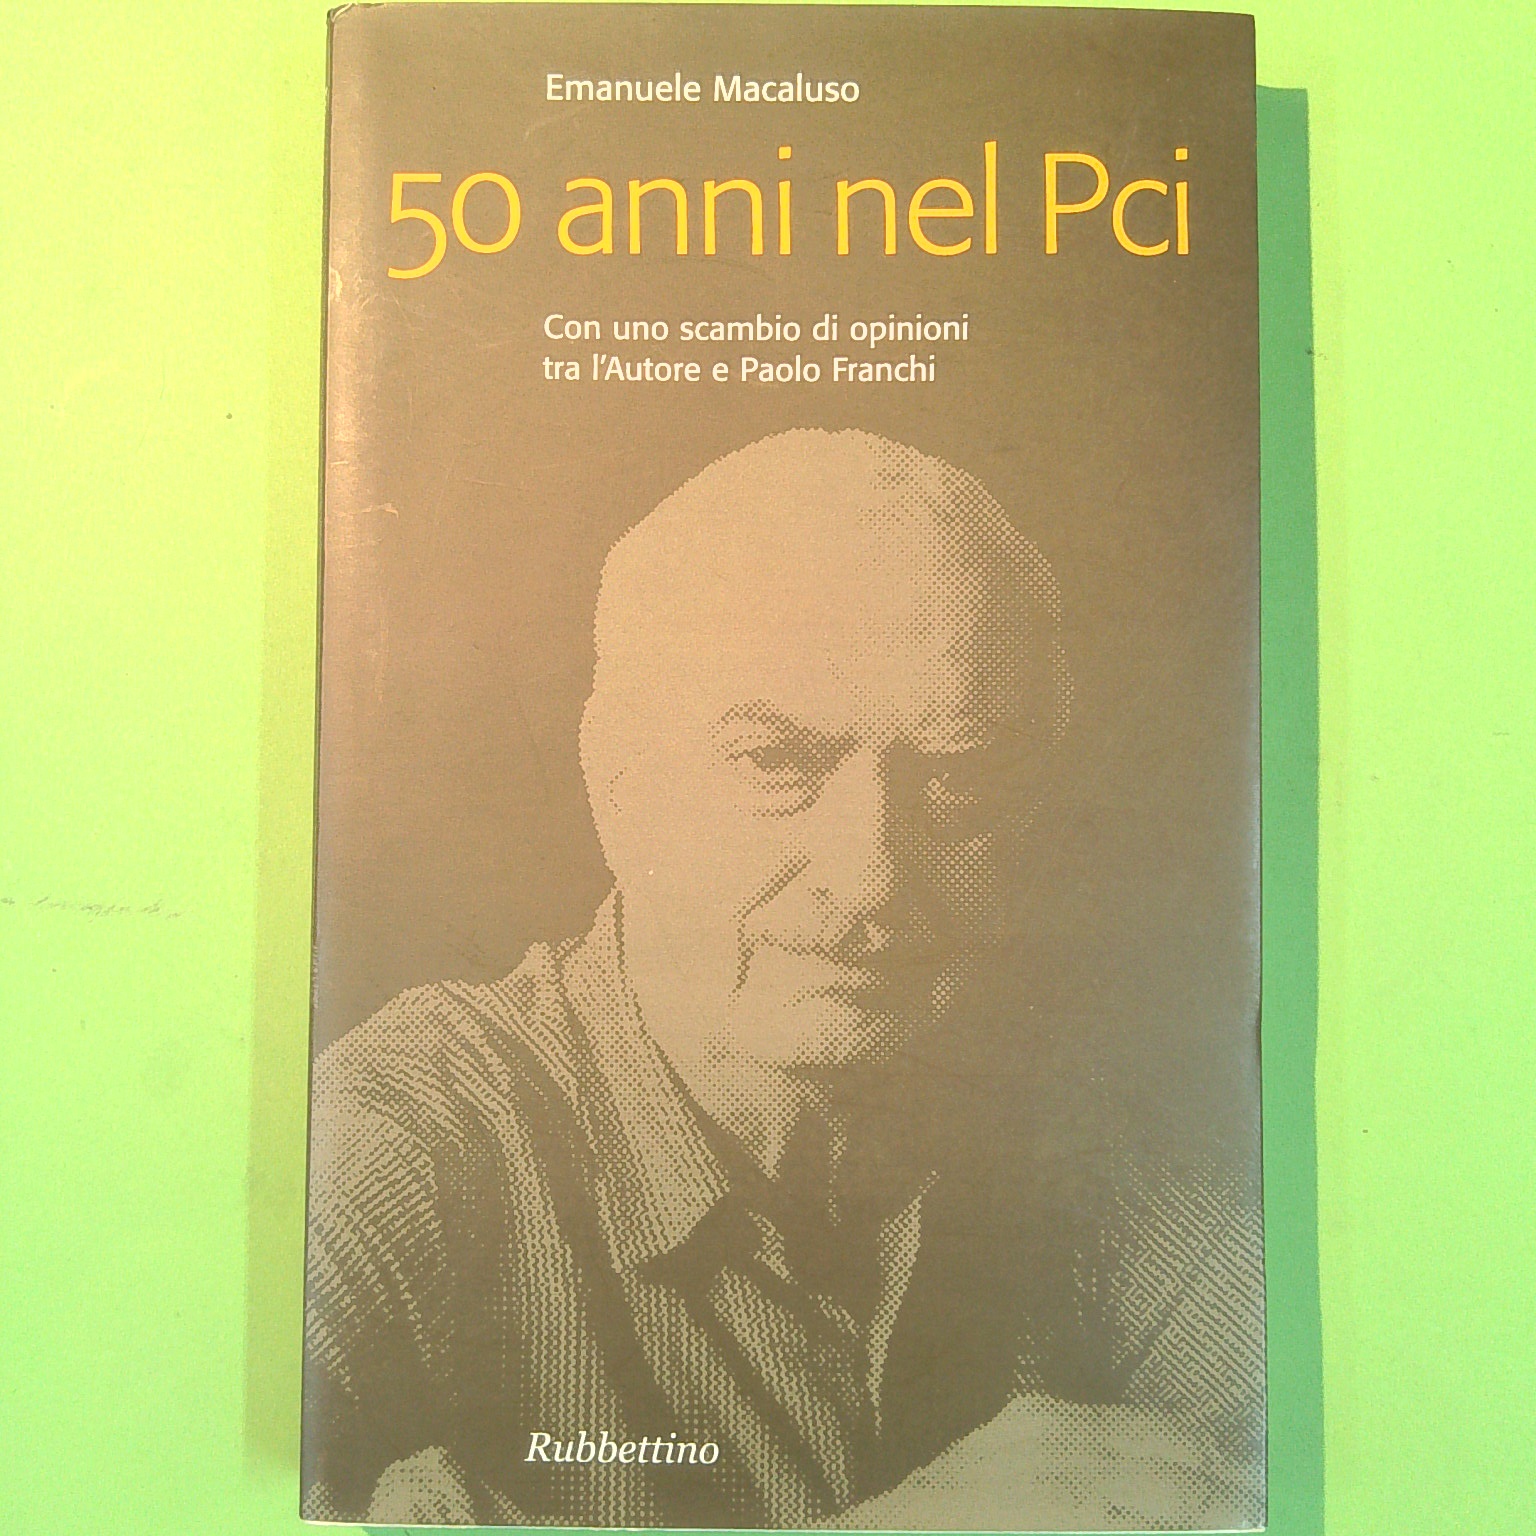 Emanuele Macaluso
50 anni nel Pci
Con uno scambio di opinioni
tra l'Autore e Paolo Franchi
Rubbettino